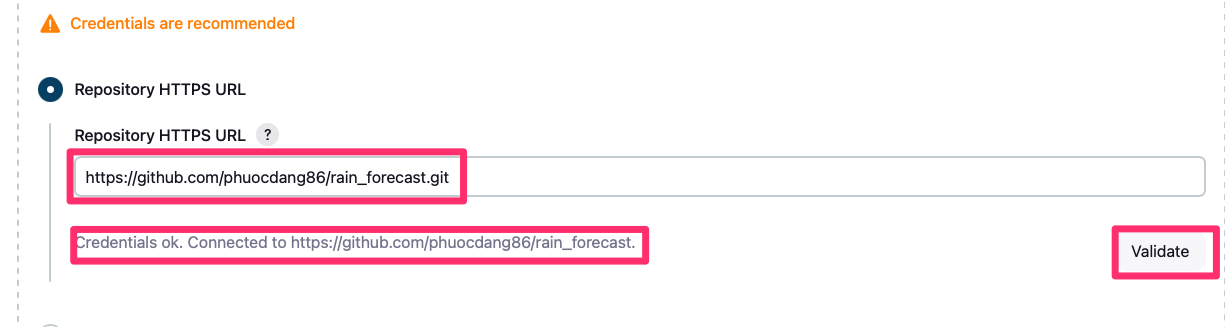 Credentials are recommended
Repository HTTPS URL
Repository HTTPS URL ?
https://github.com/phuocdang86/rain_forecast.git
Credentials ok. Connected to https://github.com/phuocdang86/rain_forecast.
Validate